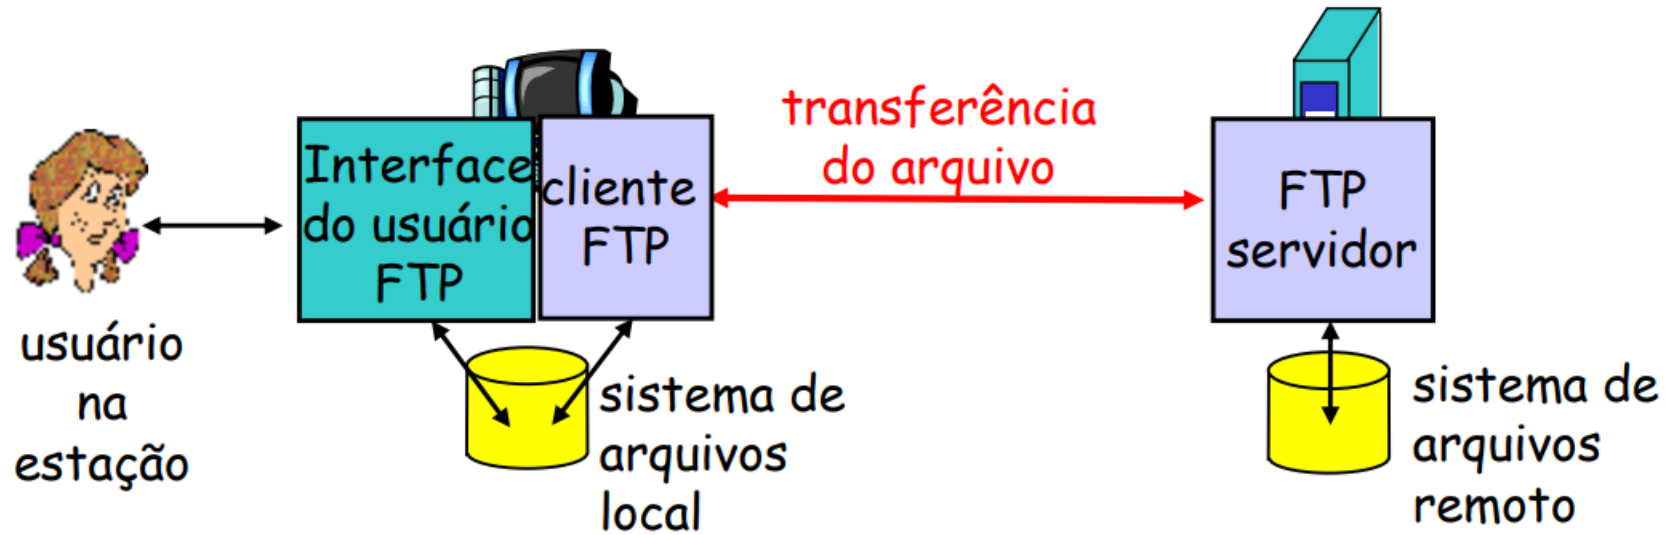 usuário
na
estação
Interface
do usuário
FTP
cliente
FTP
sistema de
arquivos
local
transferência
do arquivo
FTP
servidor
sistema de
arquivos
remoto